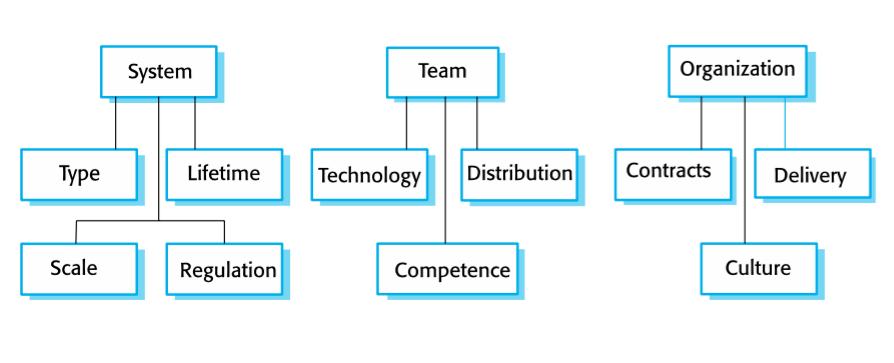 System
Team
Organization
Type
Lifetime
Technology
Distribution
Contracts
Delivery
Scale
Regulation
Competence
Culture